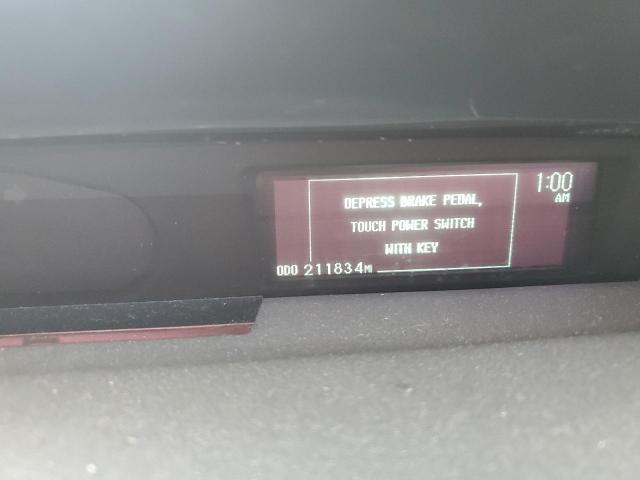 DEPRESS BRAKE PEDAL,
TOUCH POWER SWITCH
WITH KEY
1:00
AM
ODO 211834MI